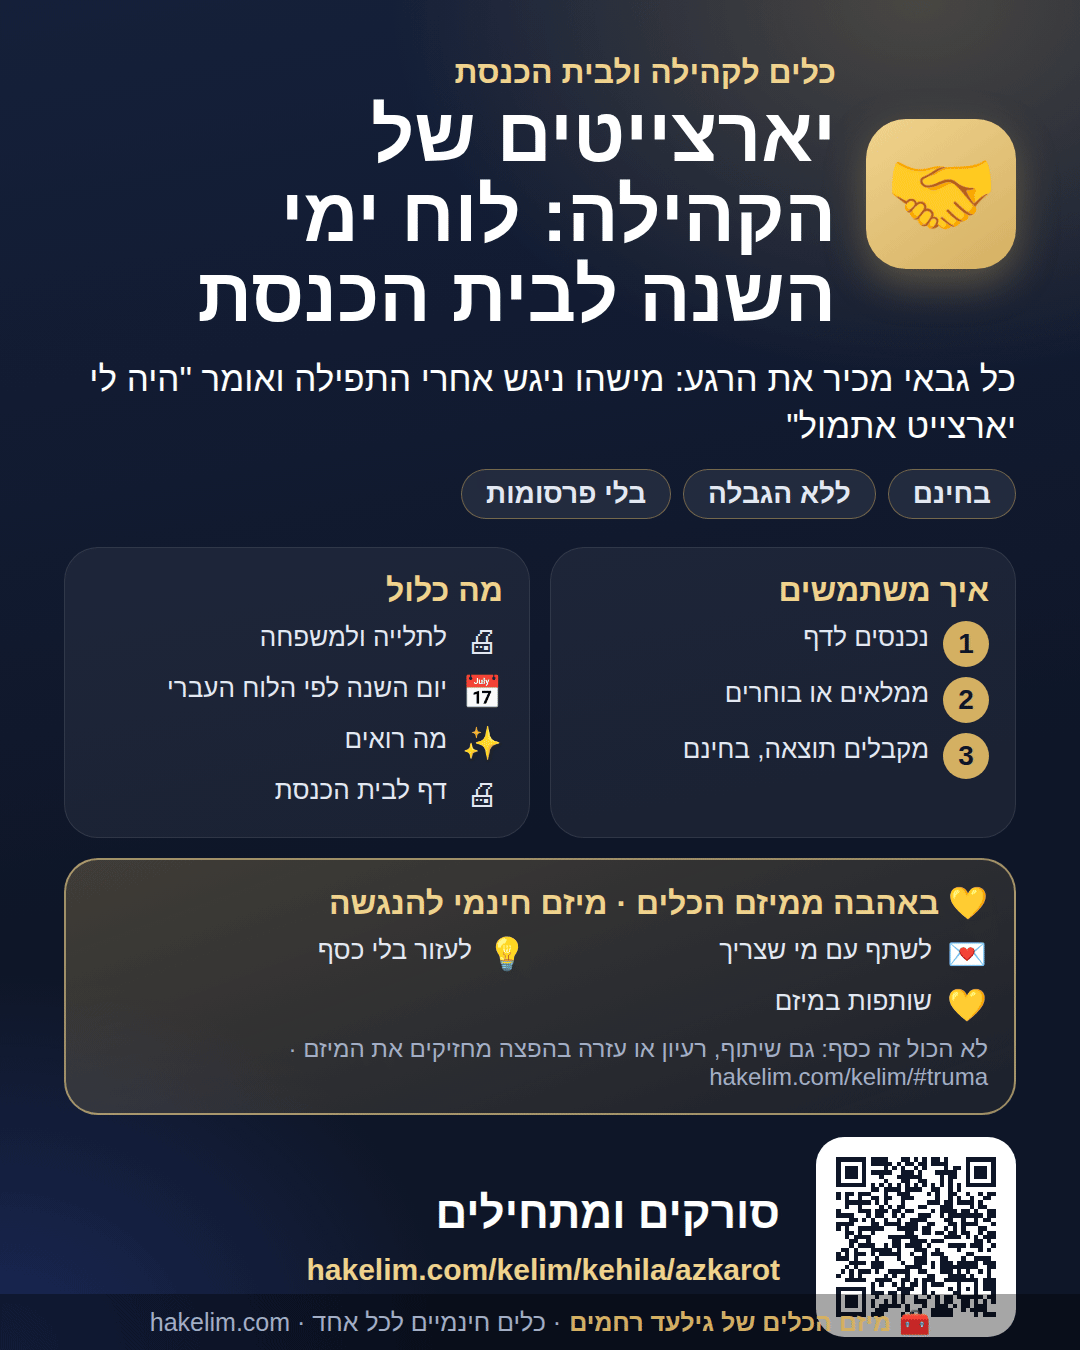 כלים לקהילה ולבית הכנסת
יארצייטים של
הקהילה: לוח ימי
השנה לבית הכנסת
כל גבאי מכיר את הרגע: מישהו ניגש אחרי התפילה ואומר "היה לי
יארצייט אתמול"
בחינם
ללא הגבלה
בלי פרסומות
איך משתמשים
1 נכנסים לדף
2 ממלאים או בוחרים
3 מקבלים תוצאה, בחינם
מה כלול
לתלייה ולמשפחה
יום השנה לפי הלוח העברי
מה רואים
דף לבית הכנסת
באהבה ממיזם הכלים · מיזם חינמי להנגשה
לשתף עם מי שצריך
לעזור בלי כסף
שותפות במיזם
לא הכול זה כסף: גם שיתוף, רעיון או עזרה בהפצה מחזיקים את המיזם ·
hakelim.com/kelim/#truma
סורקים ומתחילים
hakelim.com/kelim/kehila/azkarot
מיזם הכלים של גילעד רחמים · כלים חינמיים לכל אחד · hakelim.com